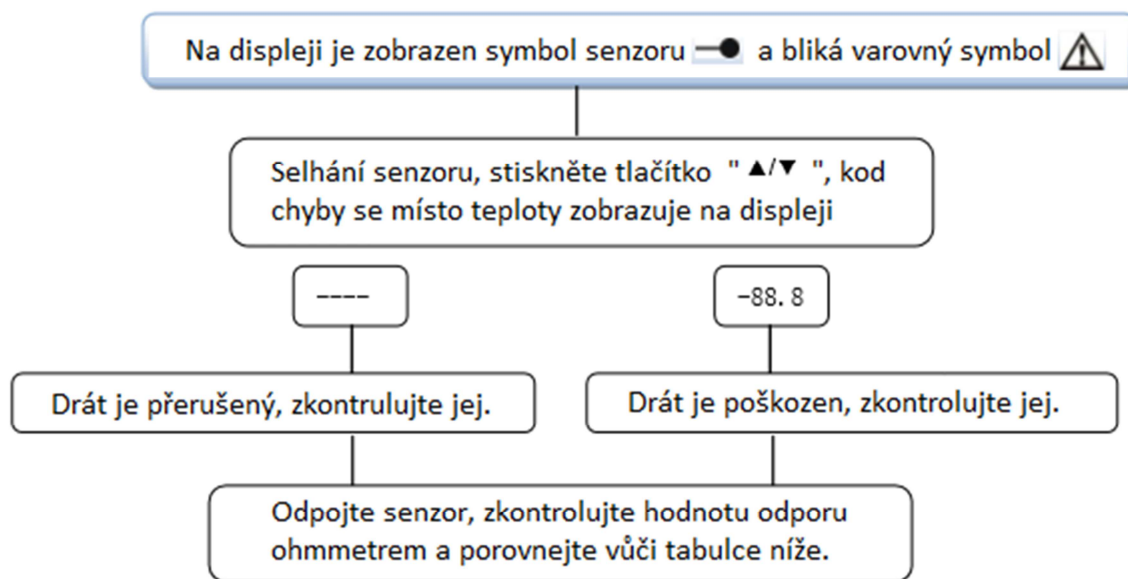 Na displeji je zobrazen symbol senzoru a bliká varovný symbol
Selhání senzoru, stiskněte tlačítko " ▲/▼ ", kod
chyby se místo teploty zobrazuje na displeji
----
-88.8
Drát je přerušený, zkontrulujte jej.
Drát je poškozen, zkontrolujte jej.
Odpojte senzor, zkontrolujte hodnotu odporu
ohmmetrem a porovnejte vůči tabulce níže.